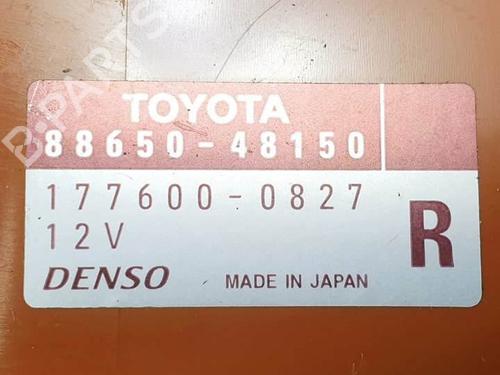 TOYOTA
88650-48150
177600-0827
12V
R
DENSO MADE IN JAPAN
B-PARTS